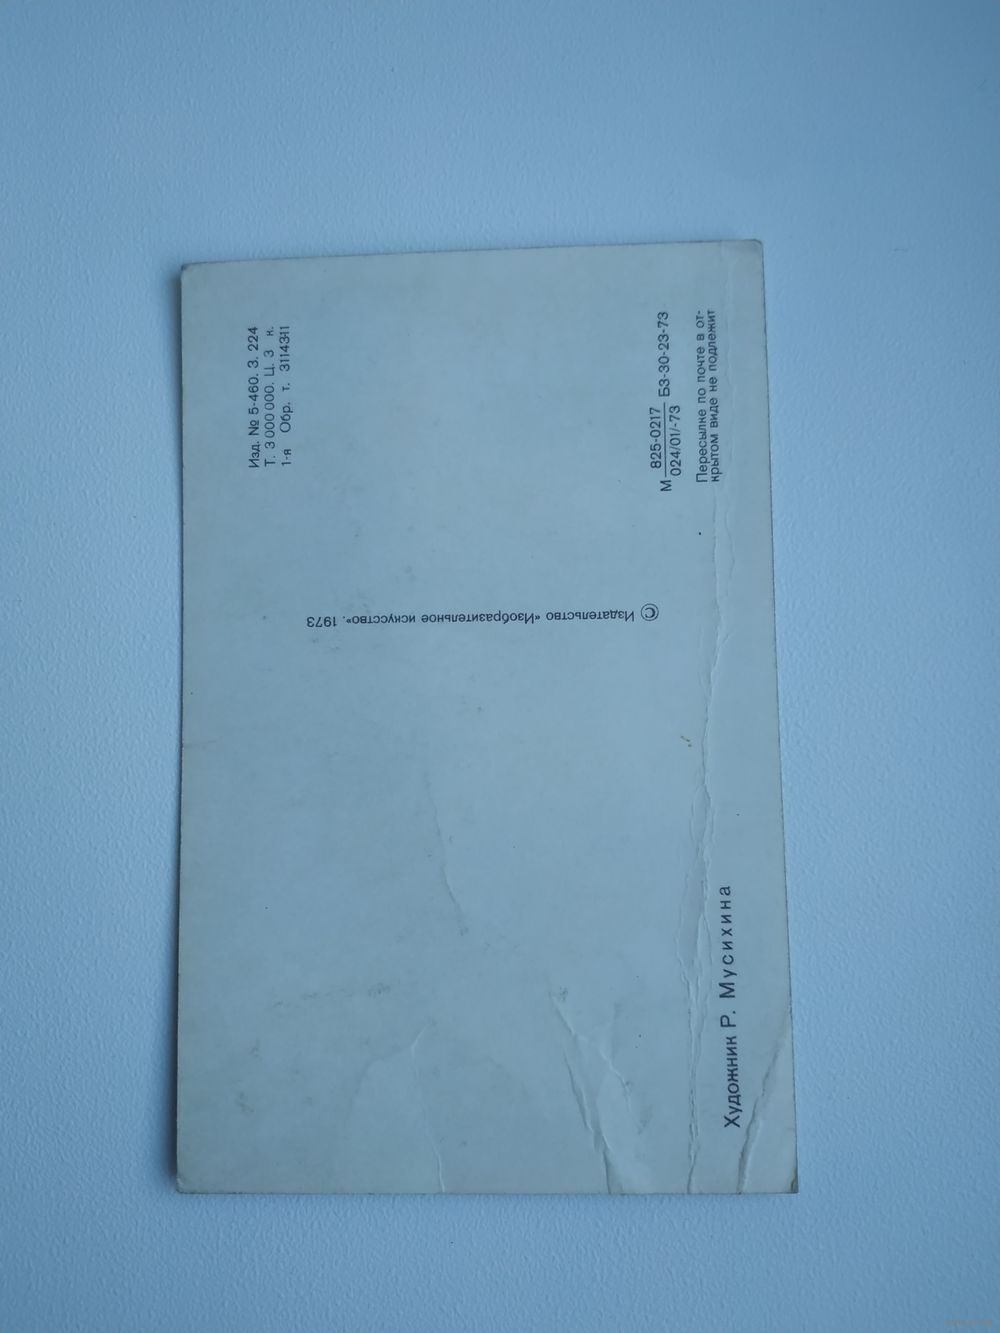 Художник Р. Мусихина
Изд. № 5-460. З. 224
Т. 3 000 000. Ц. 3 к.
1-я Обр. т. 3114311
© Издательство «Изобразительное искусство». 1973
М 825-0217 БЗ-30-23-73
024/01/-73
Пересылке по почте в от-
крытом виде не подлежит